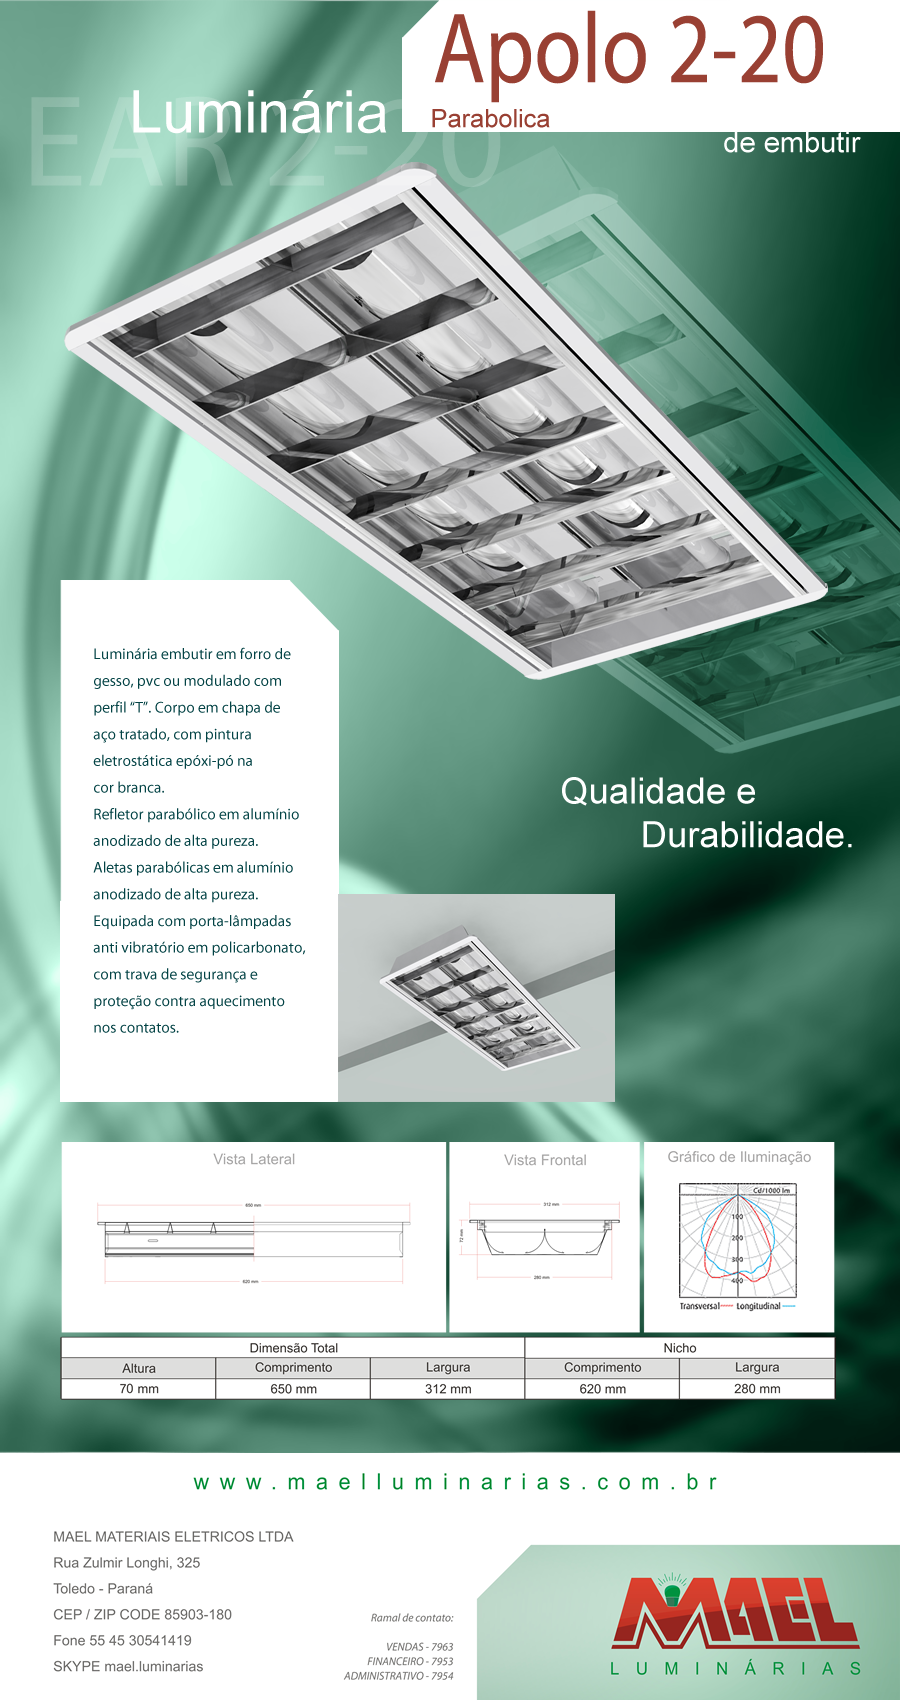 Apolo 2-20
Luminária
Parabolica
EAR 2-20
de embutir
Luminária embutir em forro de
gesso, pvc ou modulado com
perfil “T”. Corpo em chapa de
aço tratado, com pintura
eletrostática epóxi-pó na
cor branca.
Refletor parabólico em alumínio
anodizado de alta pureza.
Aletas parabólicas em alumínio
anodizado de alta pureza.
Equipada com porta-lâmpadas
anti vibratório em policarbonato,
com trava de segurança e
proteção contra aquecimento
nos contatos.
Qualidade e
Durabilidade.
Vista Lateral
650 mm
620 mm
Vista Frontal
312 mm
72 mm
280 mm
Gráfico de Iluminação
Cd/1000 lm
100
200
300
400
Transversal Longitudinal
Dimensão Total Nicho
Altura Comprimento Largura Comprimento Largura
70 mm 650 mm 312 mm 620 mm 280 mm
www.maelluminarias.com.br
MAEL MATERIAIS ELETRICOS LTDA
Rua Zulmir Longhi, 325
Toledo - Paraná
CEP / ZIP CODE 85903-180
Fone 55 45 30541419
SKYPE mael.luminarias
Ramal de contato:
VENDAS - 7963
FINANCEIRO - 7953
ADMINISTRATIVO - 7954
MAEL
LUMINÁRIAS